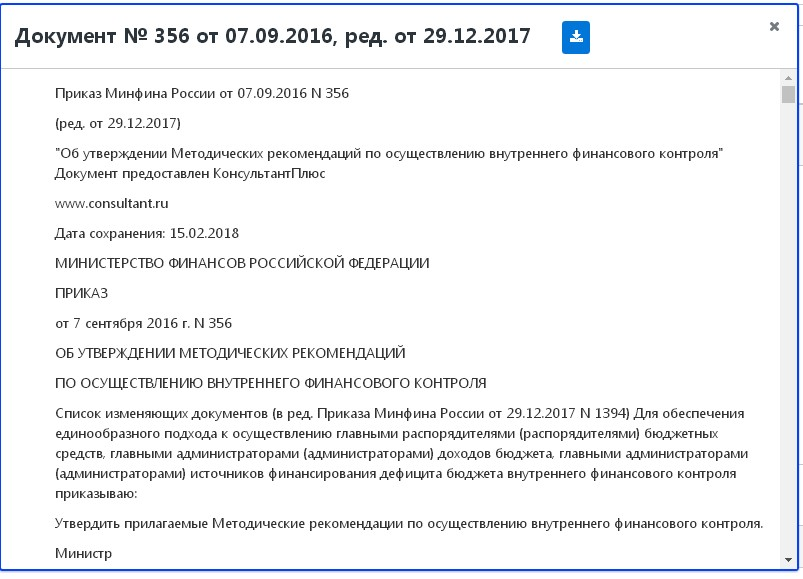 Документ № 356 от 07.09.2016, ред. от 29.12.2017
Приказ Минфина России от 07.09.2016 N 356
(ред. от 29.12.2017)
"Об утверждении Методических рекомендаций по осуществлению внутреннего финансового контроля"
Документ предоставлен КонсультантПлюс
www.consultant.ru
Дата сохранения: 15.02.2018
МИНИСТЕРСТВО ФИНАНСОВ РОССИЙСКОЙ ФЕДЕРАЦИИ
ПРИКАЗ
от 7 сентября 2016 г. N 356
ОБ УТВЕРЖДЕНИИ МЕТОДИЧЕСКИХ РЕКОМЕНДАЦИЙ
ПО ОСУЩЕСТВЛЕНИЮ ВНУТРЕННЕГО ФИНАНСОВОГО КОНТРОЛЯ
Список изменяющих документов (в ред. Приказа Минфина России от 29.12.2017 N 1394) Для обеспечения
единообразного подхода к осуществлению главными распорядителями (распорядителями) бюджетных
средств, главными администраторами (администраторами) доходов бюджета, главными администраторами
(администраторами) источников финансирования дефицита бюджета внутреннего финансового контроля
приказываю:
Утвердить прилагаемые Методические рекомендации по осуществлению внутреннего финансового контроля.
Министр